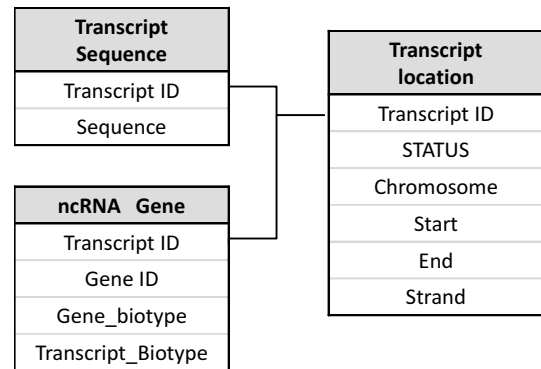 Transcript
Sequence
Transcript ID
Sequence
ncRNA Gene
Transcript ID
Gene ID
Gene_biotype
Transcript_Biotype
Transcript
location
Transcript ID
STATUS
Chromosome
Start
End
Strand